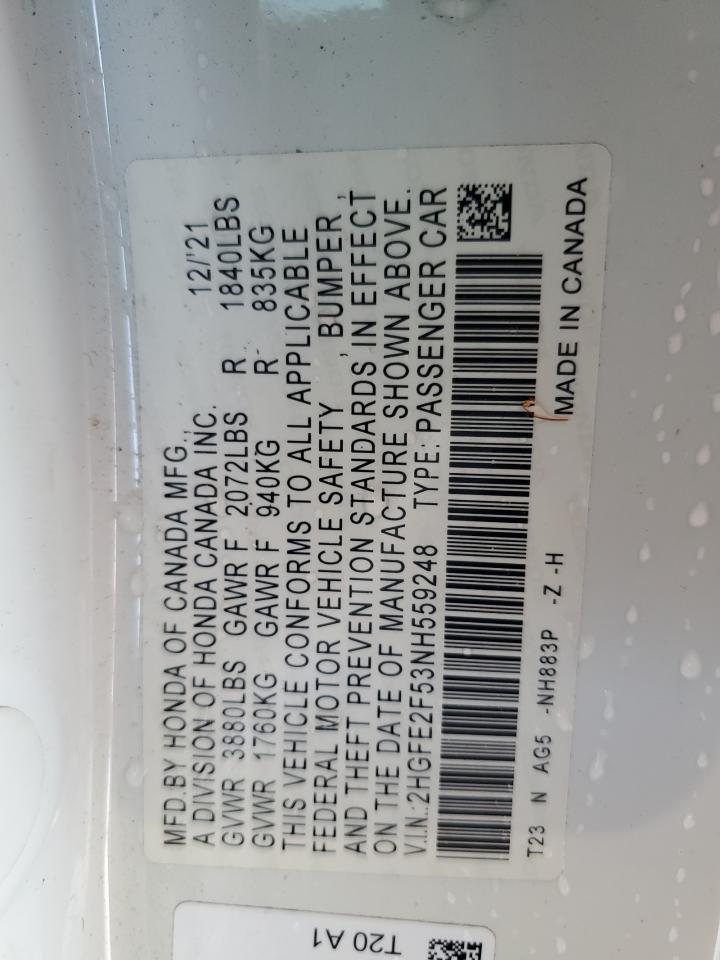 MFD.BY HONDA OF CANADA MFG.,
A DIVISION OF HONDA CANADA INC. 12/'21
GVWR 3880LBS GAWR F 2072LBS R 1840LBS
GVWR 1760KG GAWR F 940KG R 835KG
THIS VEHICLE CONFORMS TO ALL APPLICABLE
FEDERAL MOTOR VEHICLE SAFETY , BUMPER ,
AND THEFT PREVENTION STANDARDS IN EFFECT
ON THE DATE OF MANUFACTURE SHOWN ABOVE.
V.I.N.:2HGFE2F53NH559248 TYPE: PASSENGER CAR
T23 N AG5 -NH883P -Z -H MADE IN CANADA
T20 A1